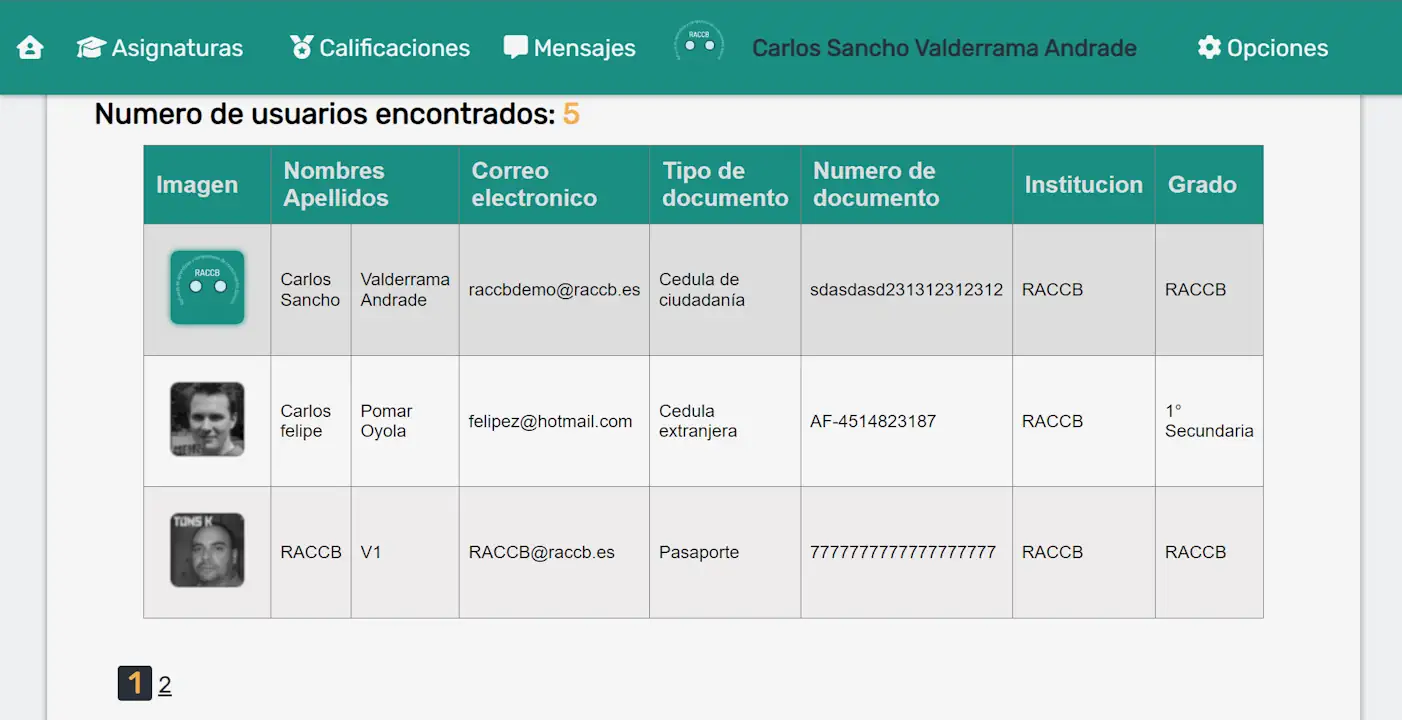 Asignaturas Calificaciones Mensajes RACCB Carlos Sancho Valderrama Andrade Opciones
Numero de usuarios encontrados: 5
Imagen Nombres Apellidos Correo electronico Tipo de documento Numero de documento Institucion Grado
RACCB Carlos Sancho Valderrama Andrade raccbdemo@raccb.es Cedula de ciudadanía sdasdasd231312312312 RACCB RACCB
Carlos felipe Pomar Oyola felipez@hotmail.com Cedula extranjera AF-4514823187 RACCB 1° Secundaria
TONS K RACCB V1 RACCB@raccb.es Pasaporte 7777777777777777777 RACCB RACCB
1 2